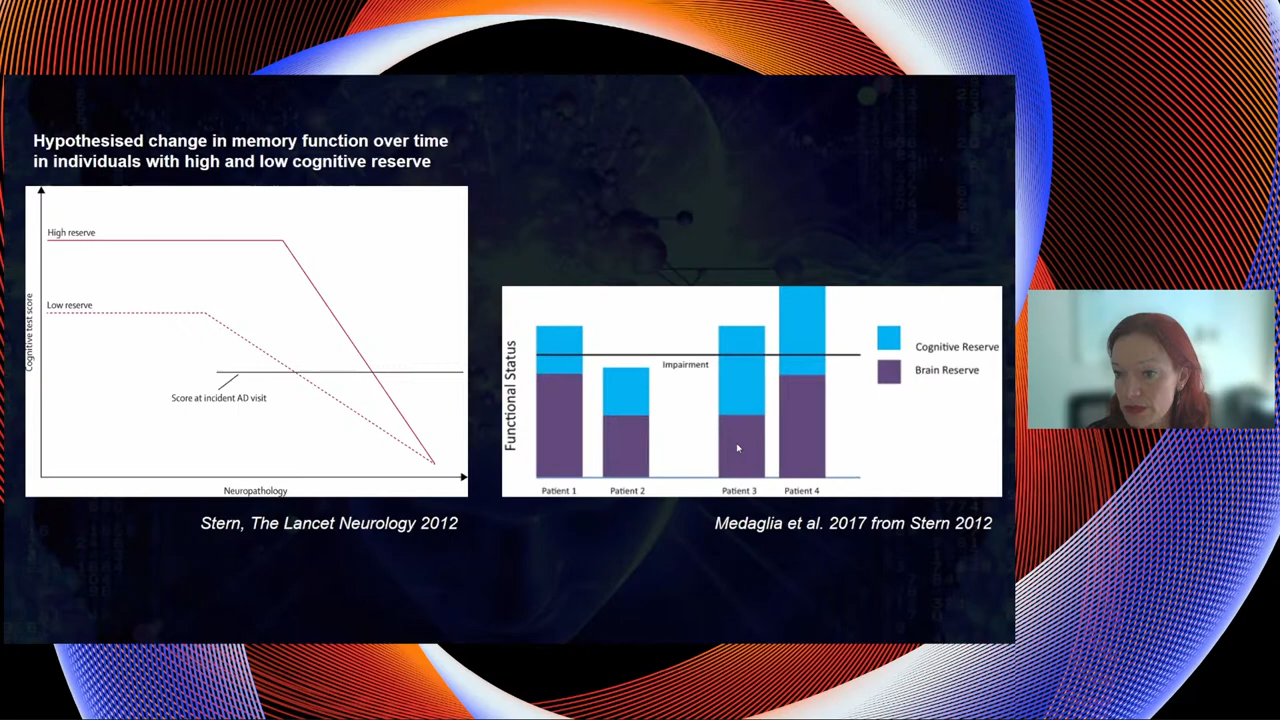 Hypothesised change in memory function over time
in individuals with high and low cognitive reserve
High reserve
Low reserve
Cognitive test score
Score at incident AD visit
Neuropathology
Stern, The Lancet Neurology 2012
Functional Status
Impairment
Cognitive Reserve
Brain Reserve
Patient 1
Patient 2
Patient 3
Patient 4
Medaglia et al. 2017 from Stern 2012